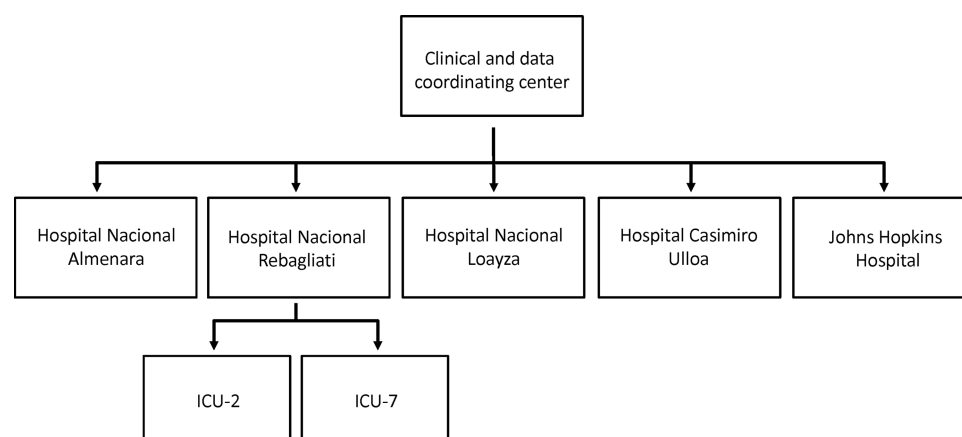 Clinical and data
coordinating center
Hospital Nacional
Almenara
Hospital Nacional
Rebagliati
Hospital Nacional
Loayza
Hospital Casimiro
Ulloa
Johns Hopkins
Hospital
ICU-2
ICU-7